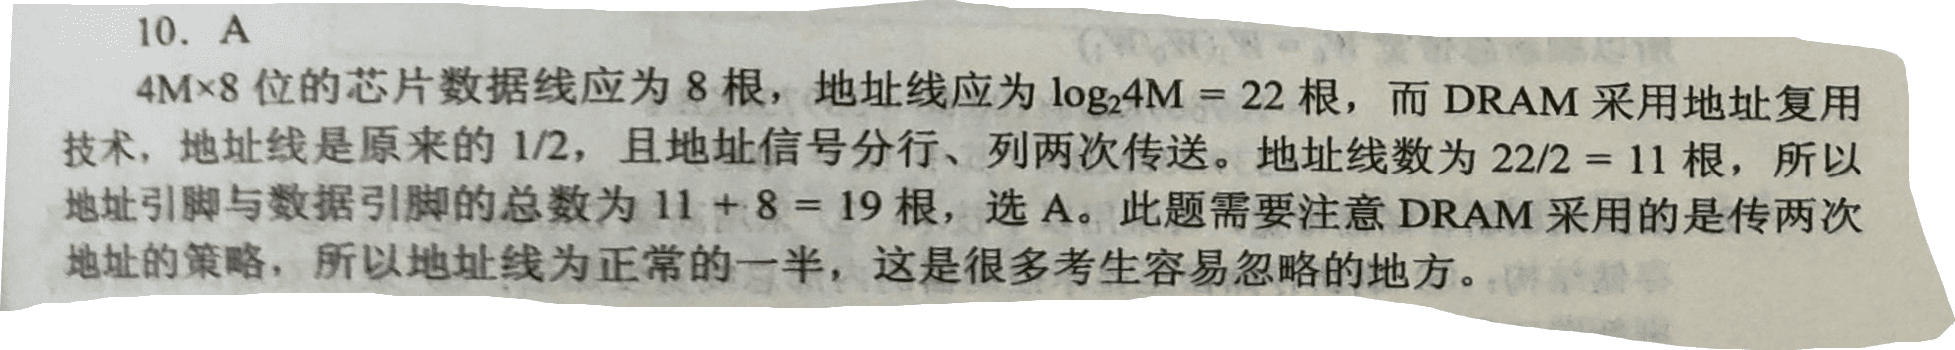 10. A
4M×8 位的芯片数据线应为 8 根，地址线应为 log₂4M = 22 根，而 DRAM 采用地址复用
技术，地址线是原来的 1/2，且地址信号分行、列两次传送。地址线数为 22/2 = 11 根，所以
地址引脚与数据引脚的总数为 11 + 8 = 19 根，选 A。此题需要注意 DRAM 采用的是传两次
地址的策略，所以地址线为正常的一半，这是很多考生容易忽略的地方。